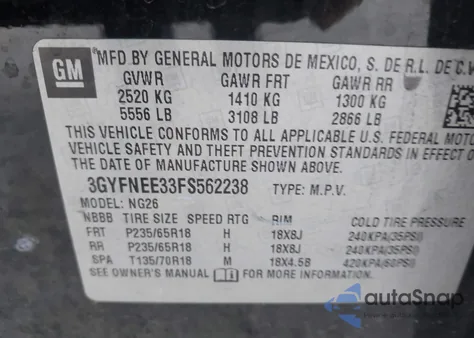 GM
MFD BY GENERAL MOTORS DE MEXICO, S. DE R.L. DE C.V
GVWR GAWR FRT GAWR RR
2520 KG 1410 KG 1300 KG
5556 LB 3108 LB 2866 LB
THIS VEHICLE CONFORMS TO ALL APPLICABLE U.S. FEDERAL MOTOR
VEHICLE SAFETY AND THEFT PREVENTION STANDARDS IN EFFECT O
THE DATE OF MANUFACTURE SHOWN ABOVE.
3GYFNEE33FS562238 TYPE: M.P.V.
MODEL: NG26
NBBB TIRE SIZE SPEED RTG RIM COLD TIRE PRESSURE
FRT P235/65R18 H 18X8J 240KPA(35PSI)
RR P235/65R18 H 18X8J 240KPA(35PSI)
SPA T135/70R18 M 18X4.5B 420KPA(60PSI)
SEE OWNER'S MANUAL FOR MORE INFORMATION.
autoSnap